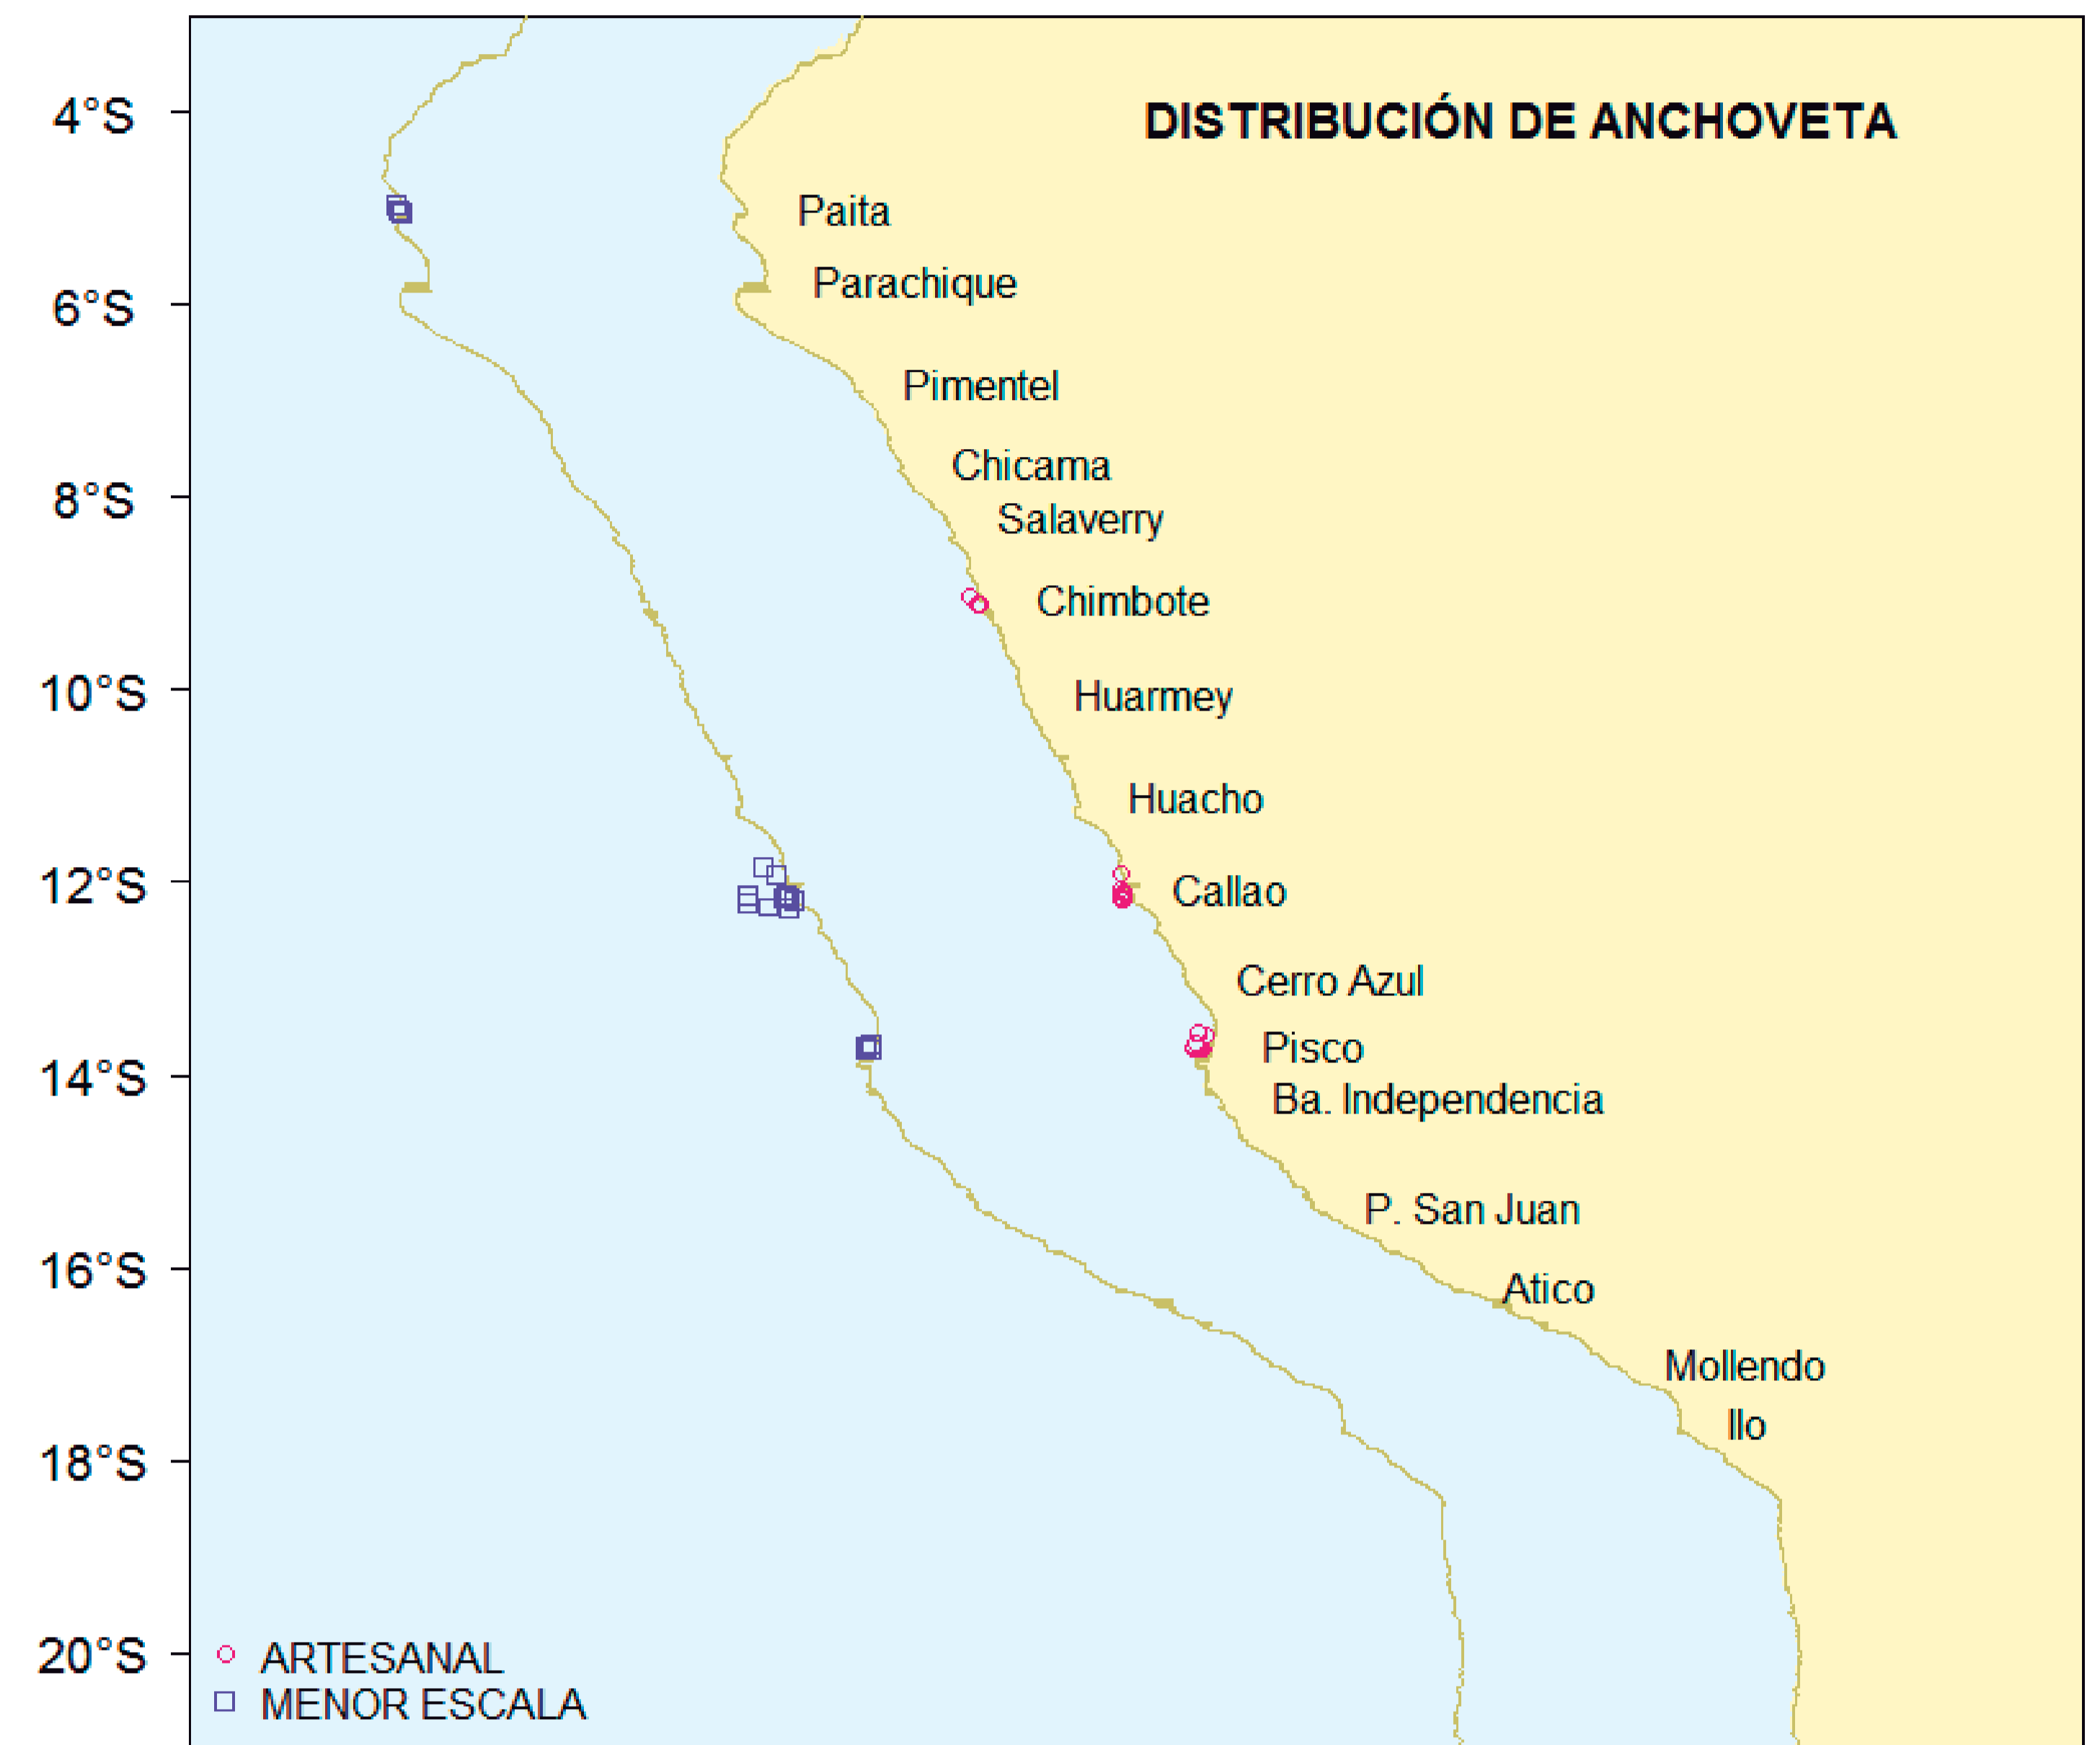 DISTRIBUCIÓN DE ANCHOVETA
4°S
Paita
Parachique
6°S
Pimentel
Chicama
8°S
Salaverry
Chimbote
10°S
Huarmey
Huacho
12°S
Callao
Cerro Azul
Pisco
14°S
Ba. Independencia
P. San Juan
16°S
Atico
Mollendo
Ilo
18°S
20°S
ARTESANAL
MENOR ESCALA